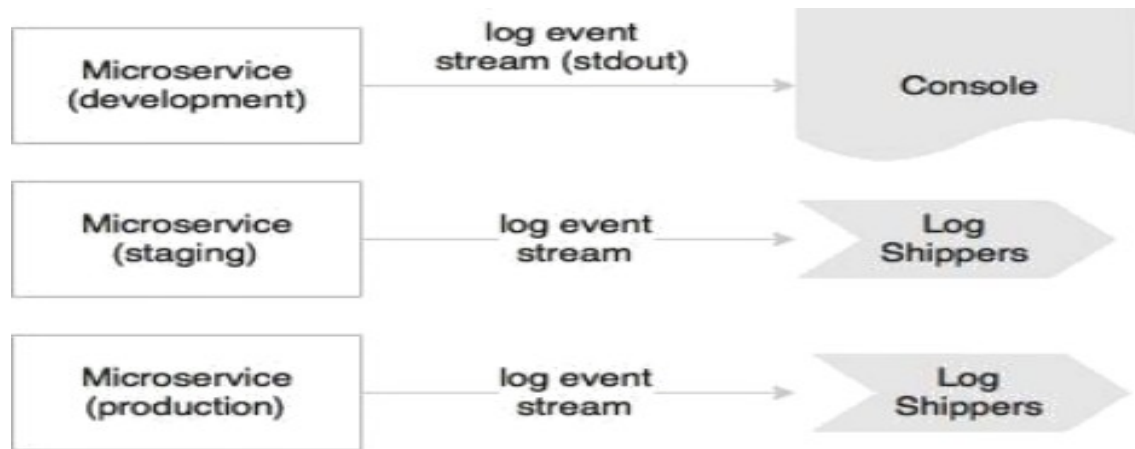 Microservice
(development)
log event
stream (stdout)
Console
Microservice
(staging)
log event
stream
Log
Shippers
Microservice
(production)
log event
stream
Log
Shippers